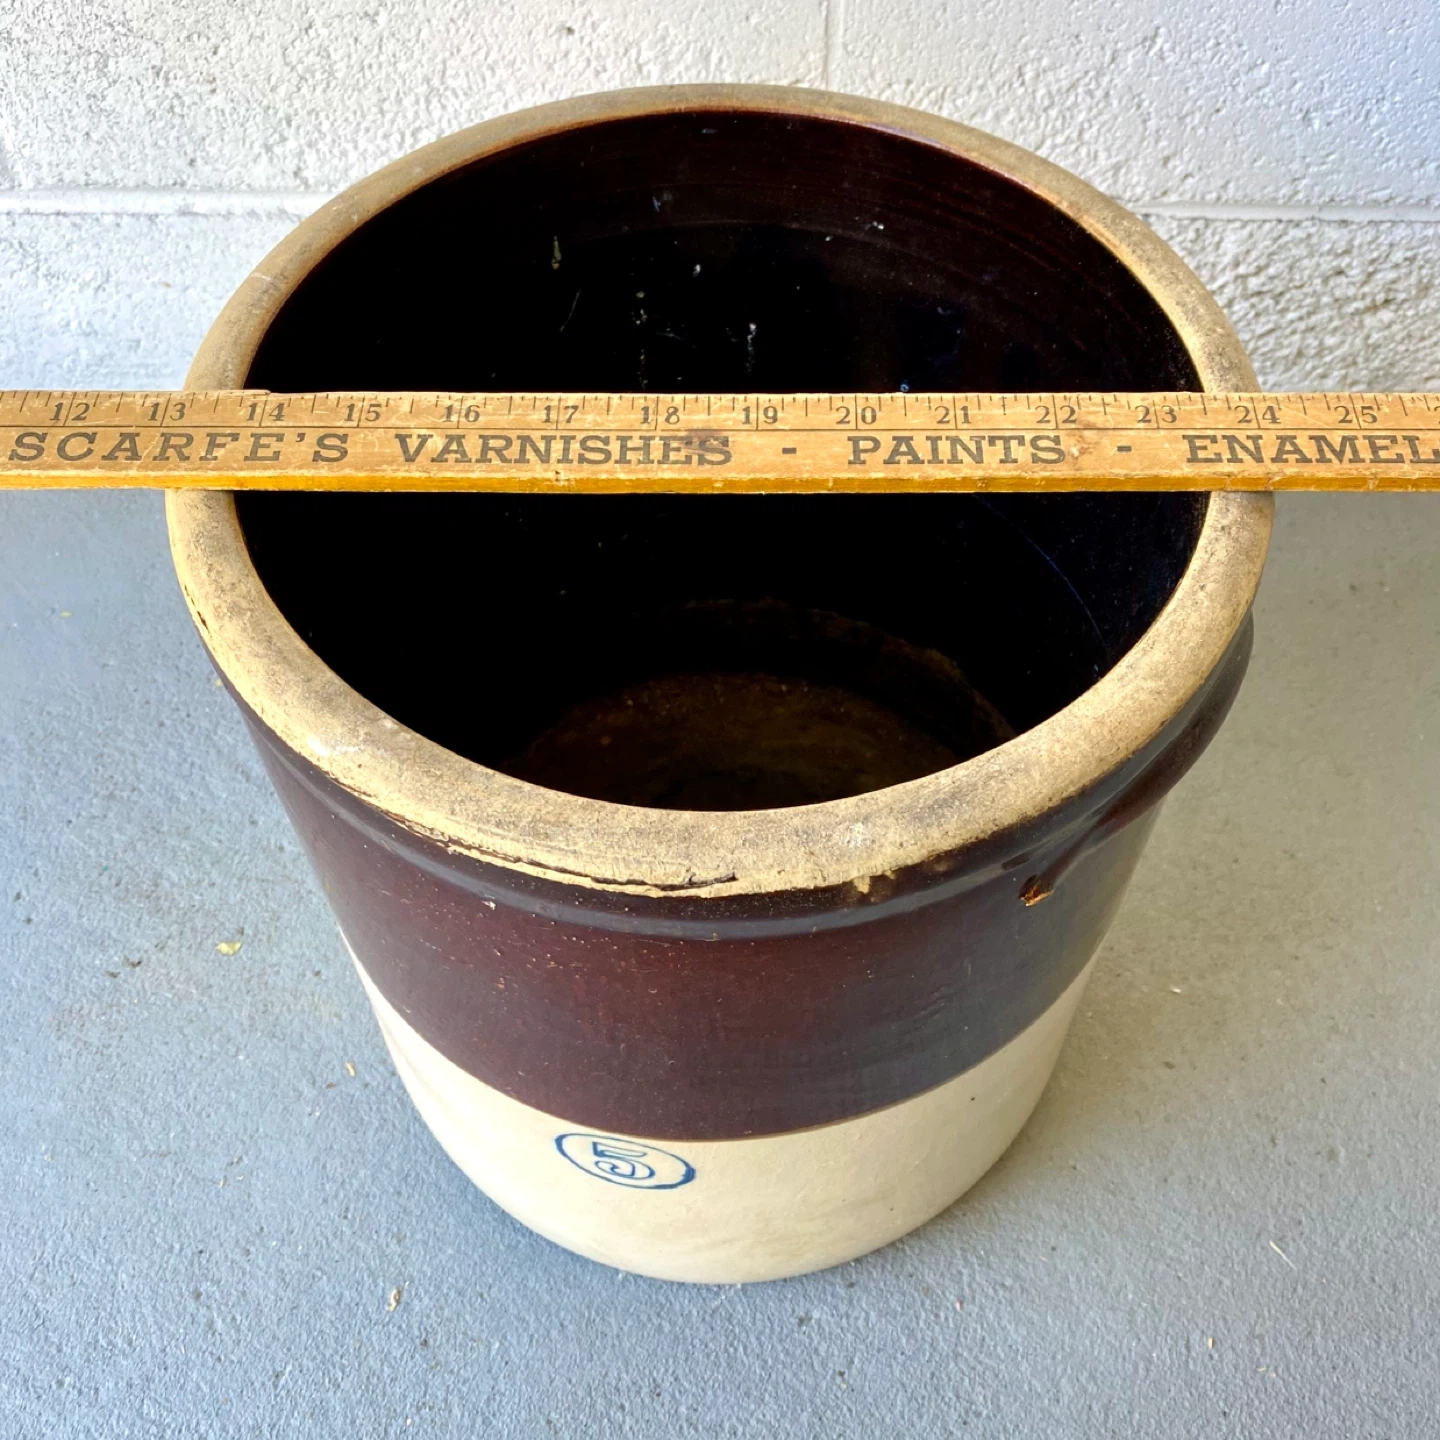 12 13 14 15 16 17 18 19 20 21 22 23 24 25
SCARFE'S VARNISHES - PAINTS - ENAMEL
5